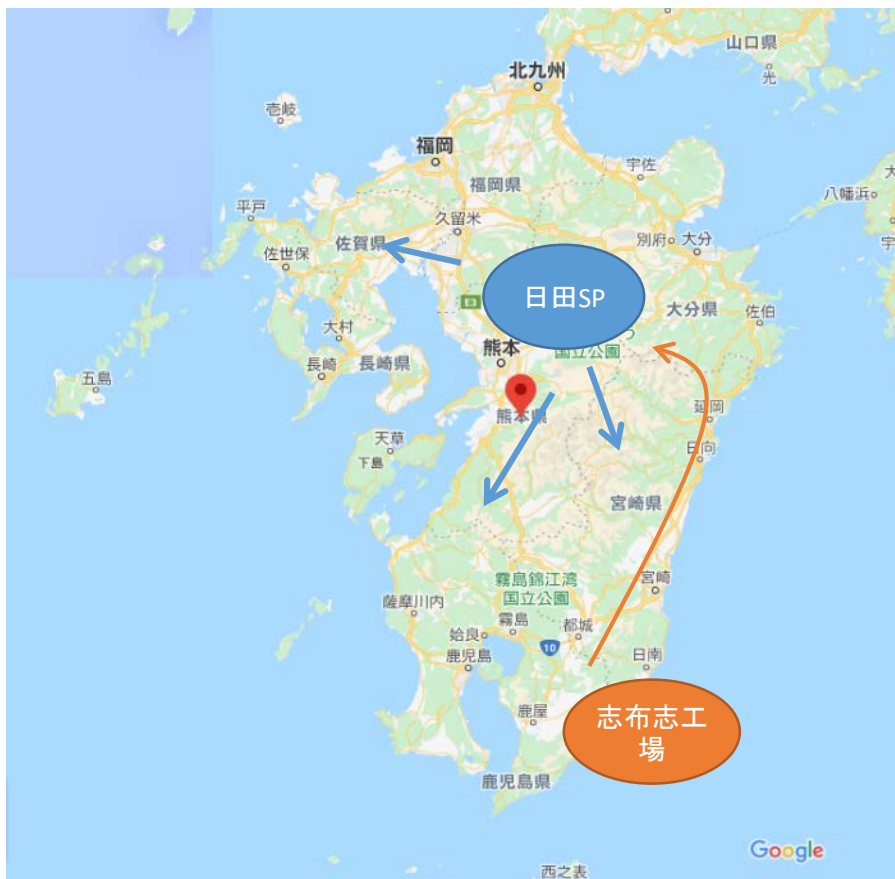 山口県
北九州
光
壱岐
福岡
宇佐
福岡県
八幡浜
平戸
久留米
佐賀県
別府
大分
佐世保
日田SP
E3
大分県
佐伯
大村
熊本
国立公園
長崎
長崎県
五島
熊本県
延岡
天草
下島
日向
宮崎県
霧島錦江湾
国立公園
宮崎
薩摩川内
霧島
姶良
都城
10
鹿児島
日南
鹿屋
志布志工
場
鹿児島県
Google
西之表